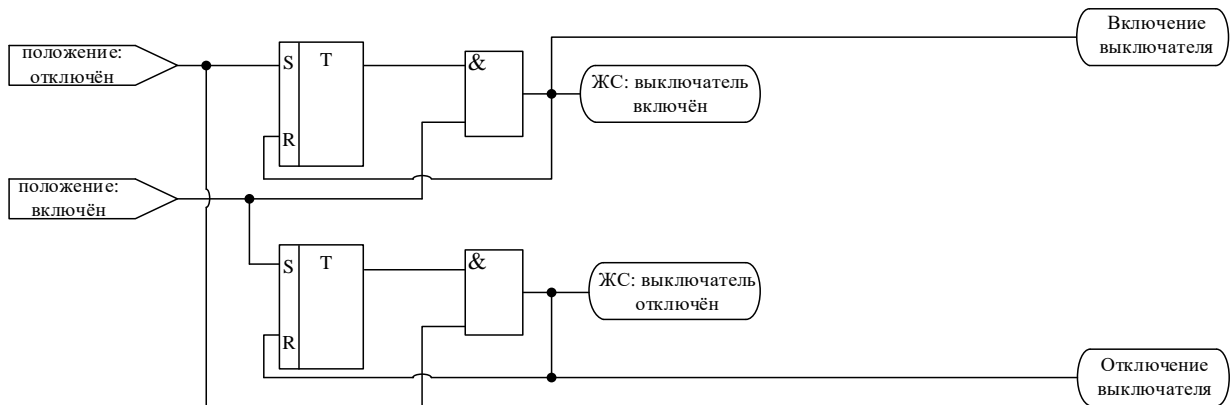 Включение
выключателя
положение:
отключён
S
T
&
ЖС: выключатель
включён
R
положение:
включён
S
T
&
ЖС: выключатель
отключён
R
Отключение
выключателя